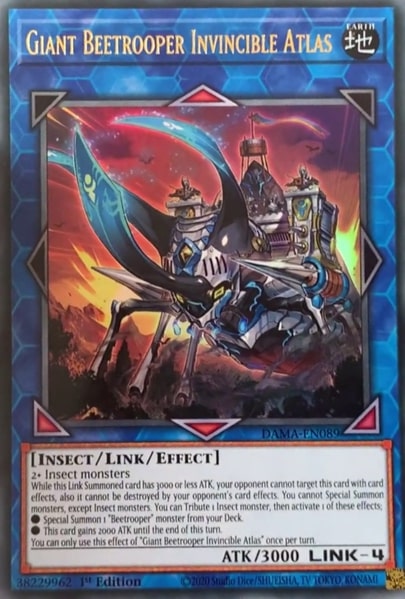 GIANT BEETROOPER INVINCIBLE ATLAS
EARTH
地
DAMA-EN089
[INSECT/LINK/EFFECT]
2+ Insect monsters
While this Link Summoned card has 3000 or less ATK, your opponent cannot target this card with card
effects, also it cannot be destroyed by your opponent's card effects. You cannot Special Summon
monsters, except Insect monsters. You can Tribute 1 Insect monster, then activate 1 of these effects;
● Special Summon 1 "Beetrooper" monster from your Deck.
● This card gains 2000 ATK until the end of this turn.
You can only use this effect of "Giant Beetrooper Invincible Atlas" once per turn.
ATK/3000 LINK-4
38229962 1st Edition ©2020 Studio Dice/SHUEISHA, TV TOKYO, KONAMI